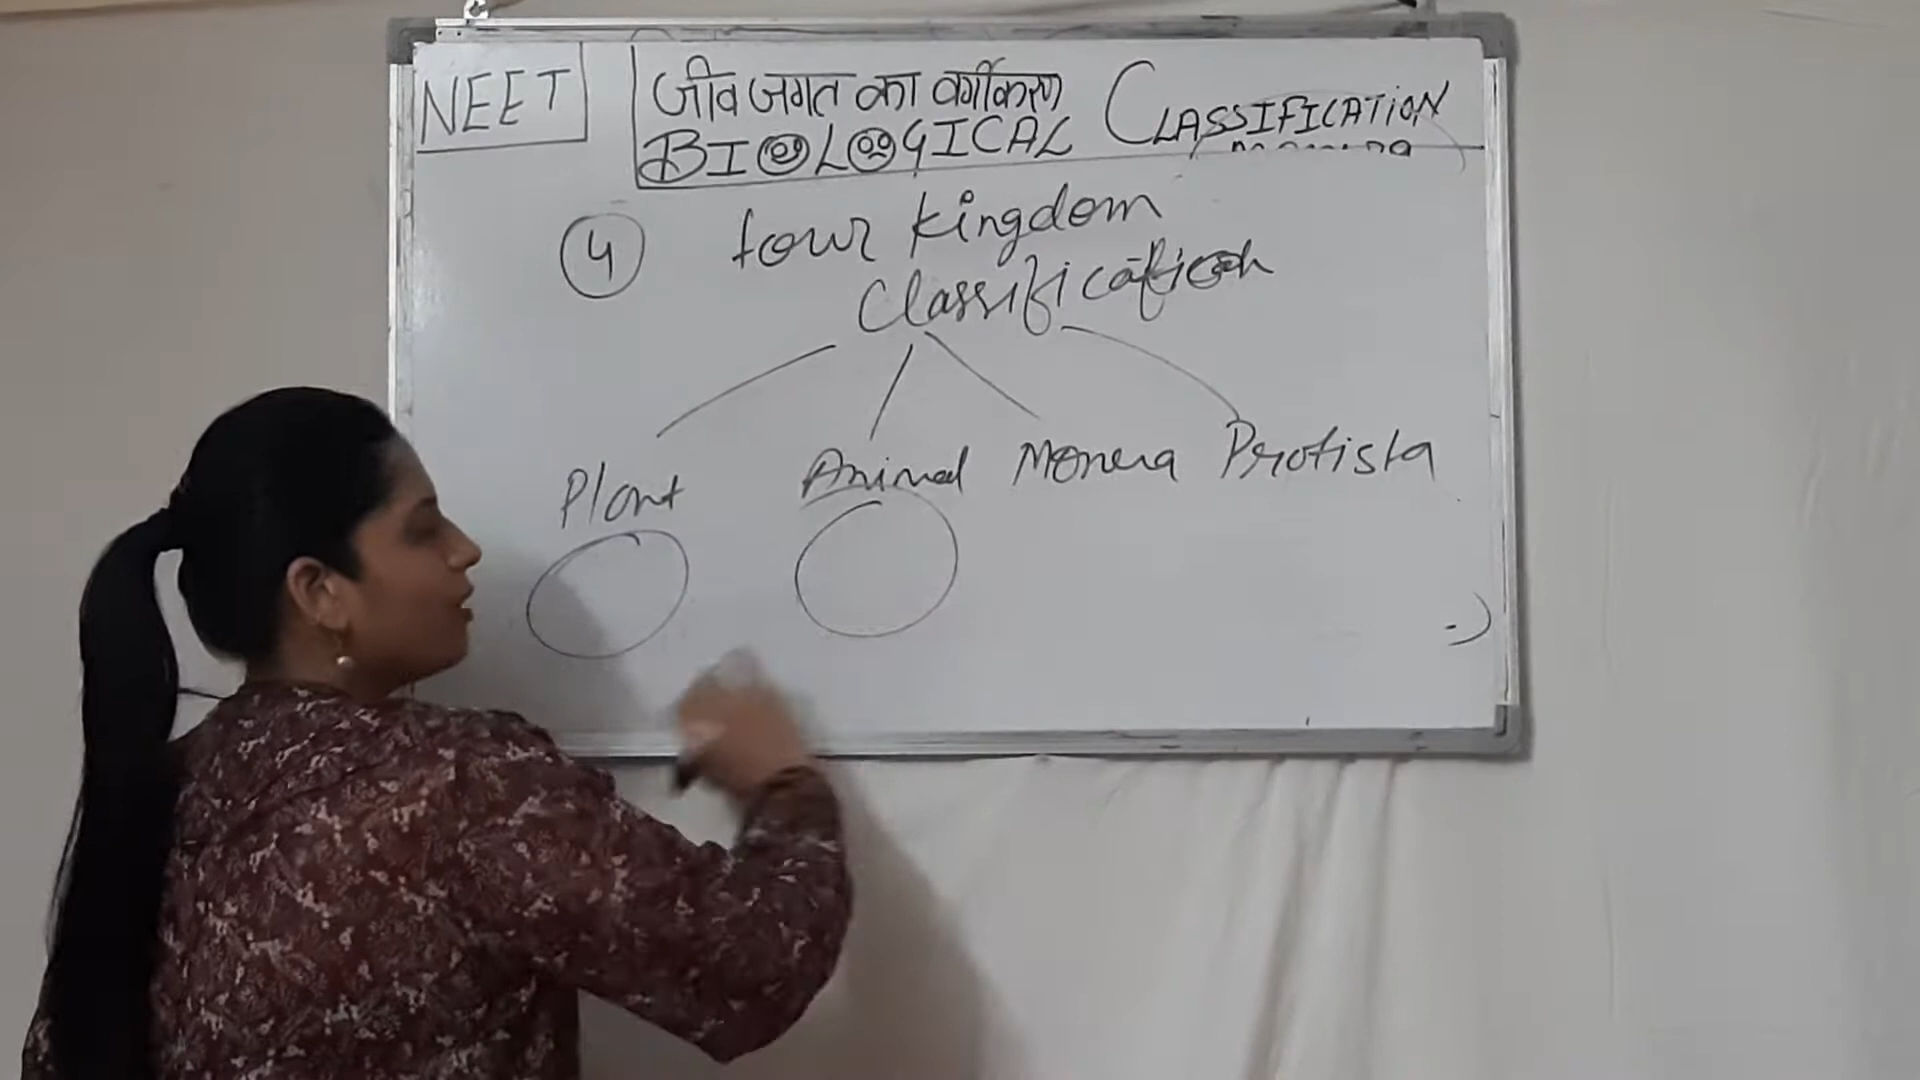 NEET
जीव जगत का वर्गीकरण
BIOLOGICAL CLASSIFICATION
4 four kingdom
Classification
Plant Animal Monera Protista